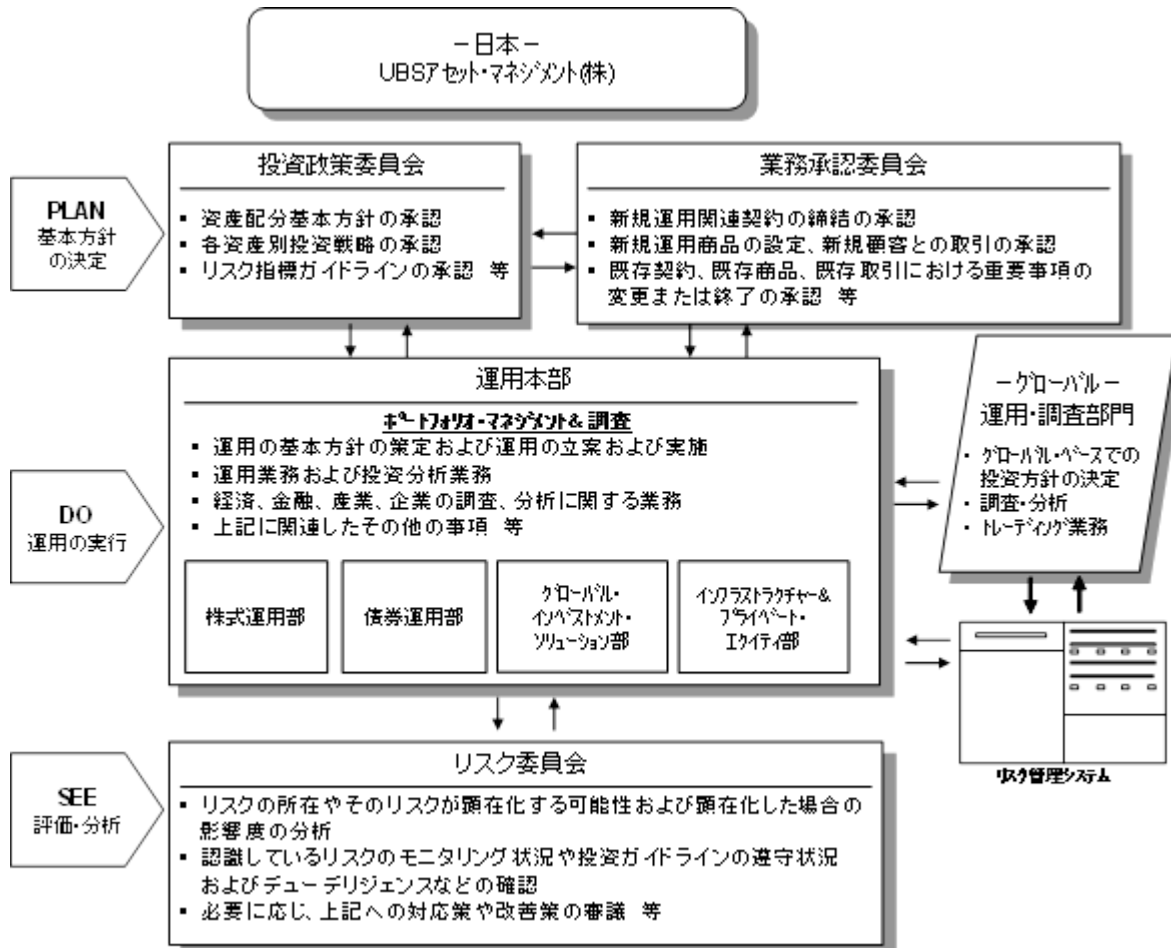 －日本－
UBSｱｾｯﾄ・ﾏﾈｼﾞﾒﾝﾄ(株)
PLAN
基本方針
の決定
投資政策委員会
▪ 資産配分基本方針の承認
▪ 各資産別投資戦略の承認
▪ リスク指標ガイドラインの承認 等
業務承認委員会
▪ 新規運用関連契約の締結の承認
▪ 新規運用商品の設定、新規顧客との取引の承認
▪ 既存契約、既存商品、既存取引における重要事項の
変更または終了の承認 等
DO
運用の実行
運用本部
ﾎﾟｰﾄﾌｫﾘｵ・ﾏﾈｼﾞﾒﾝﾄ& 調査
▪ 運用の基本方針の策定および運用の立案および実施
▪ 運用業務および投資分析業務
▪ 経済、金融、産業、企業の調査、分析に関する業務
▪ 上記に関連したその他の事項 等
株式運用部
債券運用部
ｸﾞﾛｰﾊﾞﾙ・
ｲﾝﾍﾞｽﾄﾒﾝﾄ・
ｿﾘｭｰｼｮﾝ部
ｲﾝﾌﾗｽﾄﾗｸﾁｬｰ&
ﾌﾟﾗｲﾍﾞｰﾄ・
ｴｸｲﾃｨ部
－ｸﾞﾛｰﾊﾞﾙ－
運用・調査部門
・ ｸﾞﾛｰﾊﾞﾙ・ﾍﾞｰｽでの
投資方針の決定
・ 調査・分析
・ ﾄﾚｰﾃﾞｨﾝｸﾞ業務
ﾘｽｸ管理ｼｽﾃﾑ
SEE
評価・分析
リスク委員会
▪ リスクの所在やそのリスクが顕在化する可能性および顕在化した場合の
影響度の分析
▪ 認識しているリスクのモニタリング状況や投資ガイドラインの遵守状況
およびデューデリジェンスなどの確認
▪ 必要に応じ、上記への対応策や改善策の審議 等